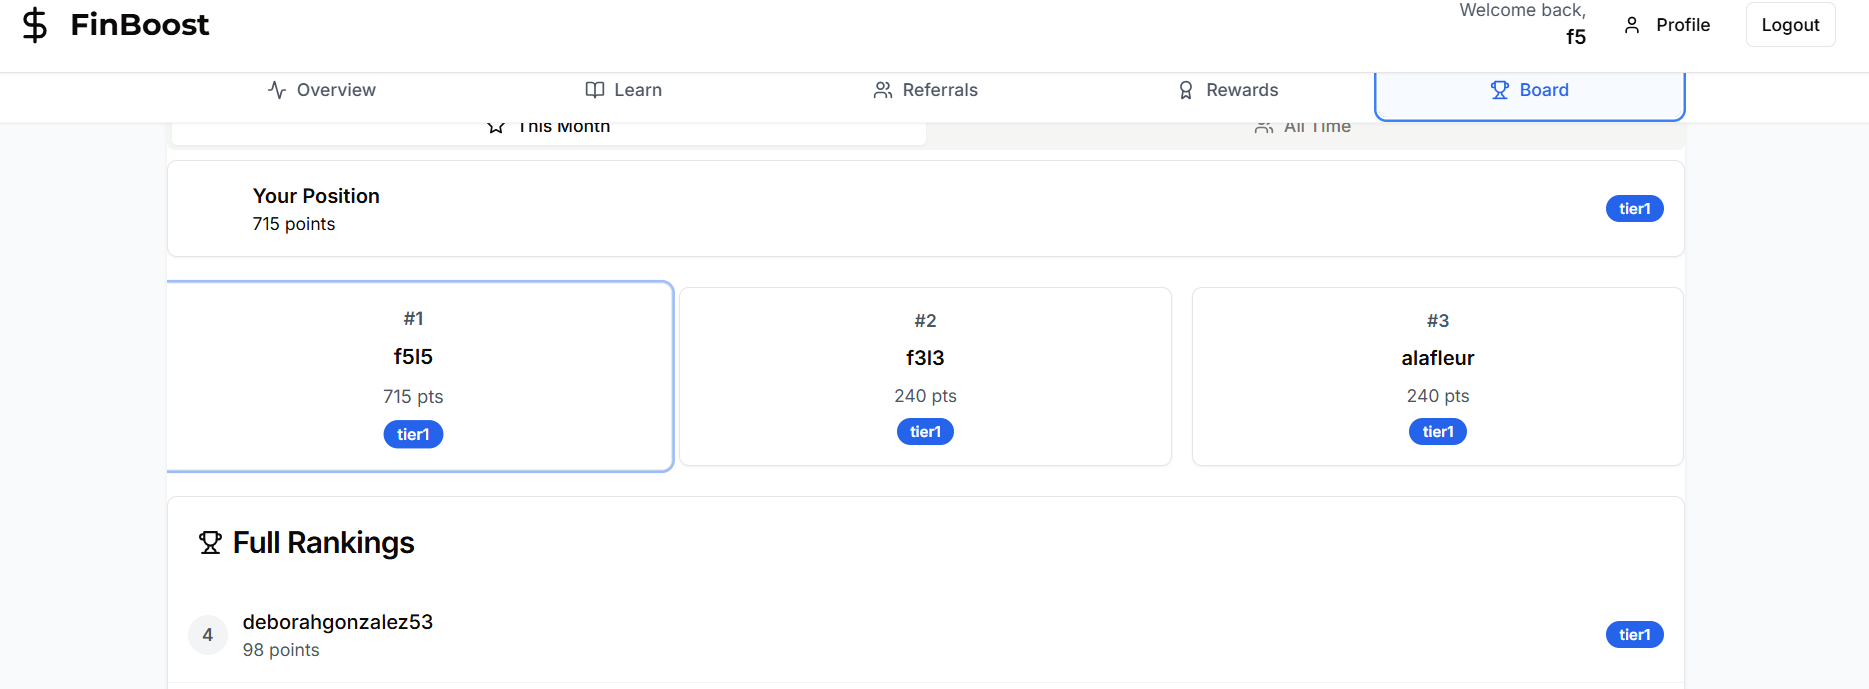 FinBoost
Welcome back,
f5
Profile
Logout
Overview
Learn
Referrals
Rewards
Board
This Month
All Time
Your Position
715 points
tier1
#1
f5l5
715 pts
tier1
#2
f3l3
240 pts
tier1
#3
alafleur
240 pts
tier1
Full Rankings
4
deborahgonzalez53
98 points
tier1